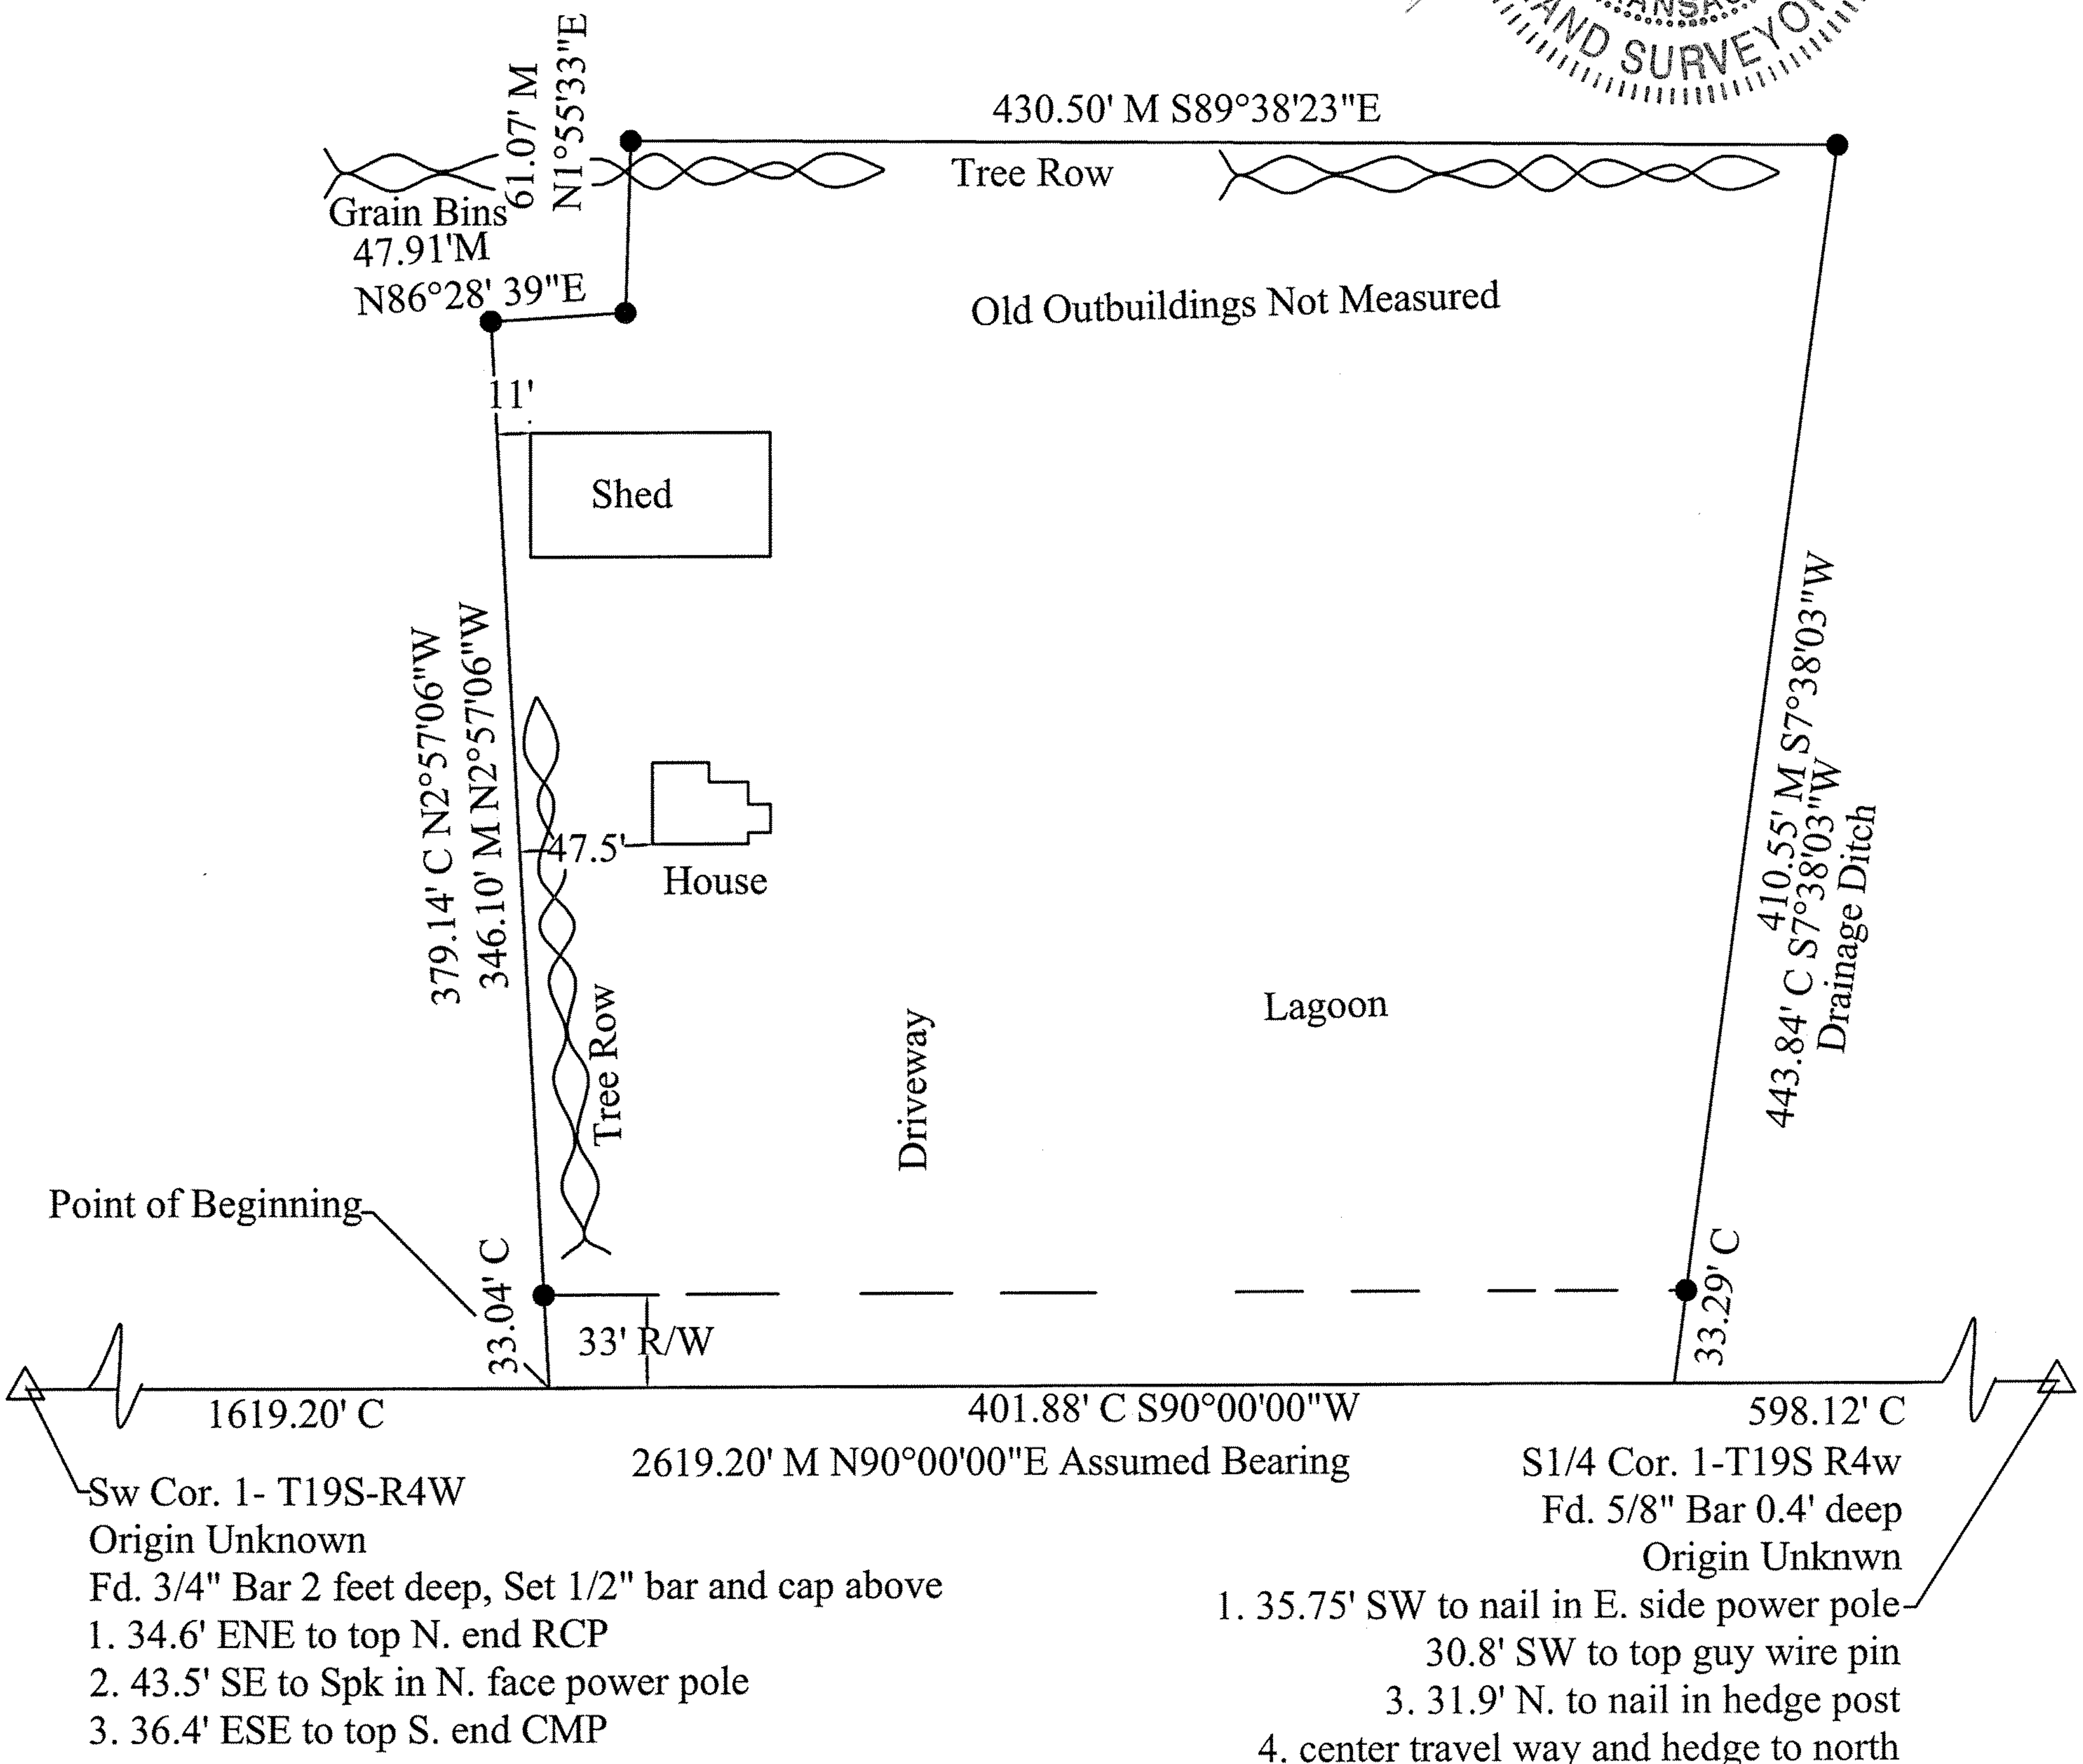 LAND SURVEYOR
430.50' M S89°38'23"E
61.07' M
N1°55'33"E
Tree Row
Grain Bins
47.91'M
N86°28' 39"E
Old Outbuildings Not Measured
11'
Shed
379.14' C N2°57'06"W
346.10' M N2°57'06"W
47.5'
House
Tree Row
Driveway
Lagoon
410.55' M S7°38'03"W
443.84' C S7°38'03"W
Drainage Ditch
Point of Beginning
33.04' C
33' R/W
33.29' C
1619.20' C
401.88' C S90°00'00"W
598.12' C
2619.20' M N90°00'00"E Assumed Bearing
Sw Cor. 1- T19S-R4W
Origin Unknown
Fd. 3/4" Bar 2 feet deep, Set 1/2" bar and cap above
1. 34.6' ENE to top N. end RCP
2. 43.5' SE to Spk in N. face power pole
3. 36.4' ESE to top S. end CMP
S1/4 Cor. 1-T19S R4w
Fd. 5/8" Bar 0.4' deep
Origin Unknwn
1. 35.75' SW to nail in E. side power pole
30.8' SW to top guy wire pin
3. 31.9' N. to nail in hedge post
4. center travel way and hedge to north